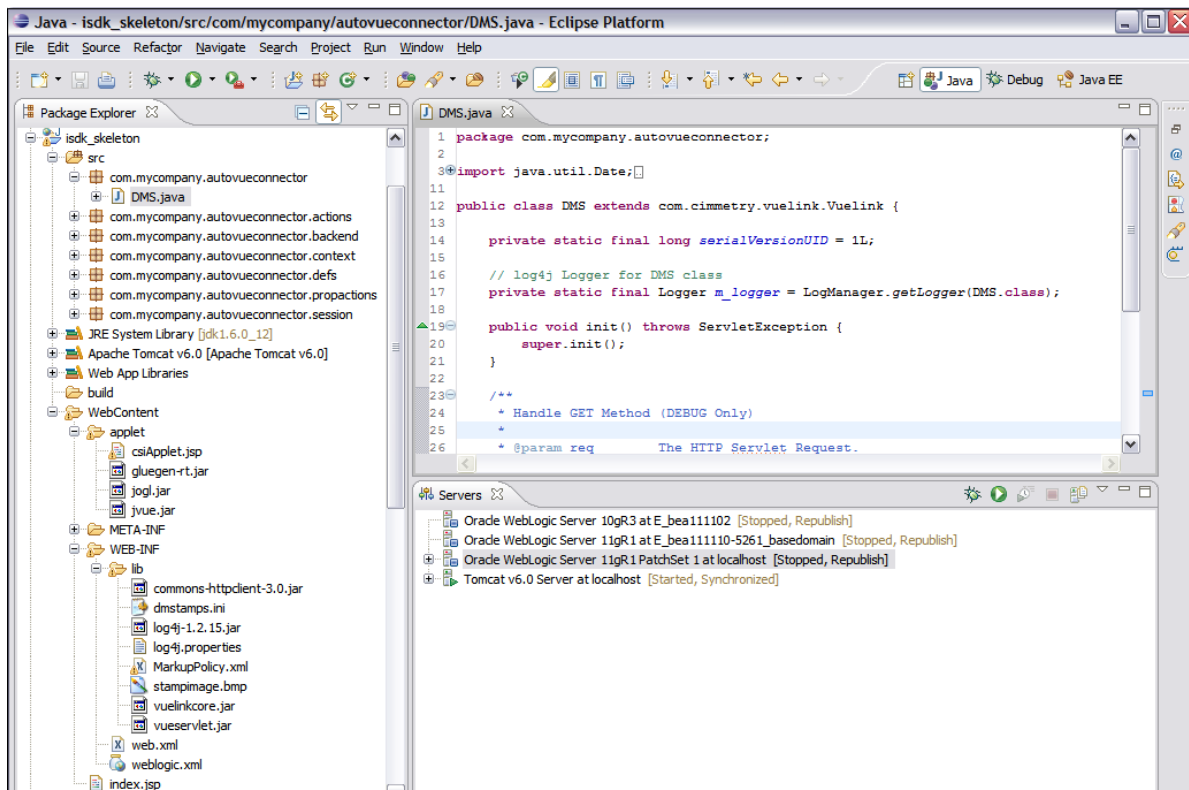 Java - isdk_skeleton/src/com/mycompany/autovueconnector/DMS.java - Eclipse Platform
File Edit Source Refactor Navigate Search Project Run Window Help
Java Debug Java EE
Package Explorer
isdk_skeleton
src
com.mycompany.autovueconnector
DMS.java
com.mycompany.autovueconnector.actions
com.mycompany.autovueconnector.backend
com.mycompany.autovueconnector.context
com.mycompany.autovueconnector.defs
com.mycompany.autovueconnector.propactions
com.mycompany.autovueconnector.session
JRE System Library [jdk1.6.0_12]
Apache Tomcat v6.0 [Apache Tomcat v6.0]
Web App Libraries
build
WebContent
applet
csiApplet.jsp
gluegen-rt.jar
jogl.jar
jvue.jar
META-INF
WEB-INF
lib
commons-httpclient-3.0.jar
dmstamps.ini
log4j-1.2.15.jar
log4j.properties
MarkupPolicy.xml
stampimage.bmp
vuelinkcore.jar
vueservlet.jar
web.xml
weblogic.xml
index.jsp
DMS.java
1 package com.mycompany.autovueconnector;
2
3 import java.util.Date;
11
12 public class DMS extends com.cimmetry.vuelink.Vuelink {
13
14 private static final long serialVersionUID = 1L;
15
16 // log4j Logger for DMS class
17 private static final Logger m_logger = LogManager.getLogger(DMS.class);
18
19 public void init() throws ServletException {
20 super.init();
21 }
22
23 /**
24 * Handle GET Method (DEBUG Only)
25 *
26 * @param req The HTTP Servlet Request.
Servers
Oracle WebLogic Server 10gR3 at E_bea111102 [Stopped, Republish]
Oracle WebLogic Server 11gR1 at E_bea111110-5261_basedomain [Stopped, Republish]
Oracle WebLogic Server 11gR1 PatchSet 1 at localhost [Stopped, Republish]
Tomcat v6.0 Server at localhost [Started, Synchronized]